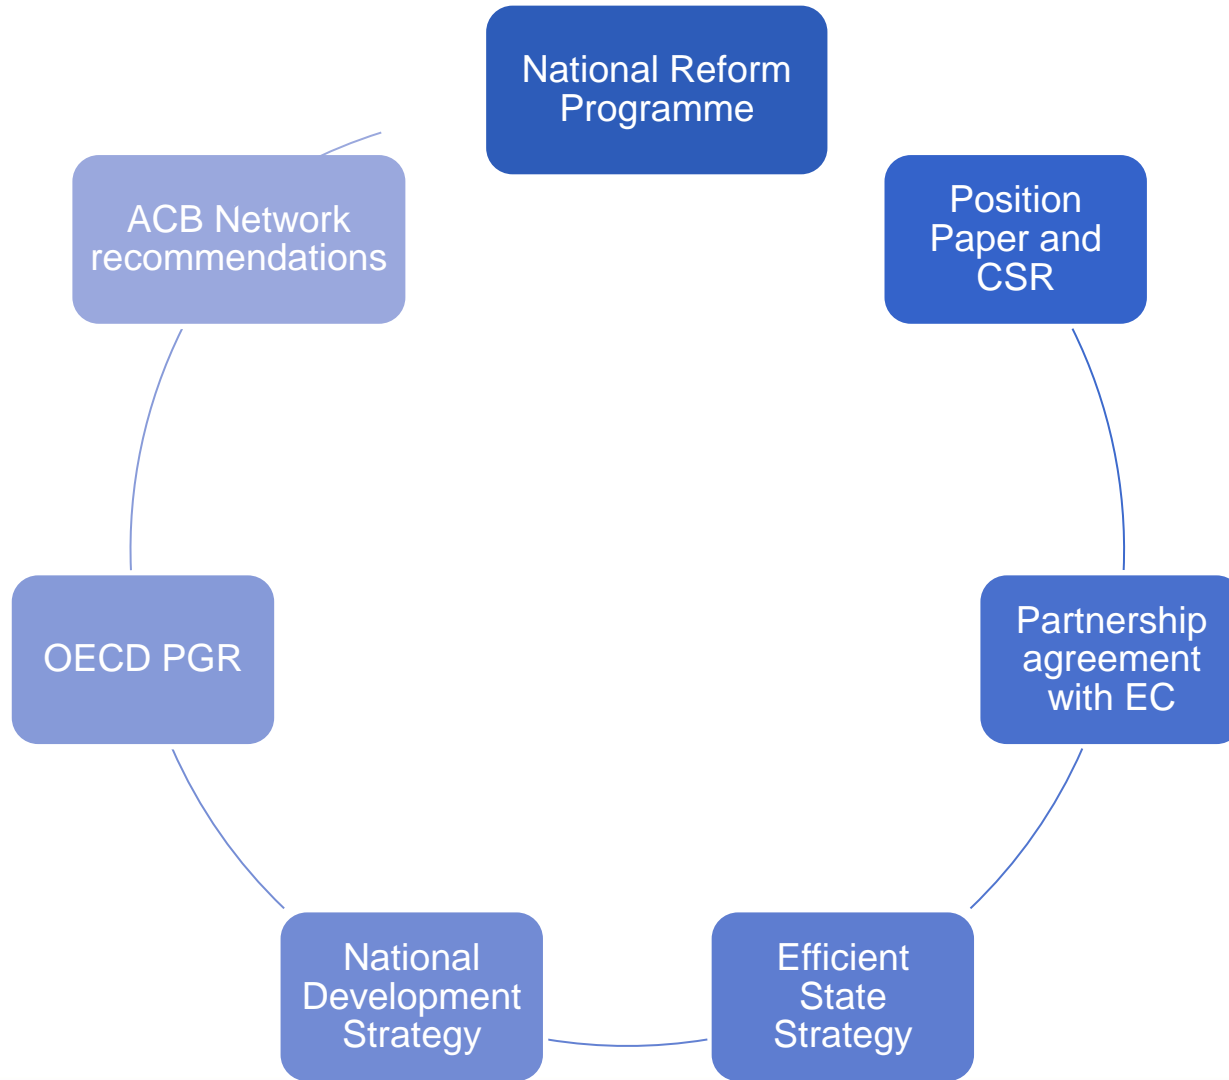 National Reform
Programme
Position
Paper and
CSR
Partnership
agreement
with EC
Efficient
State
Strategy
National
Development
Strategy
OECD PGR
ACB Network
recommendations